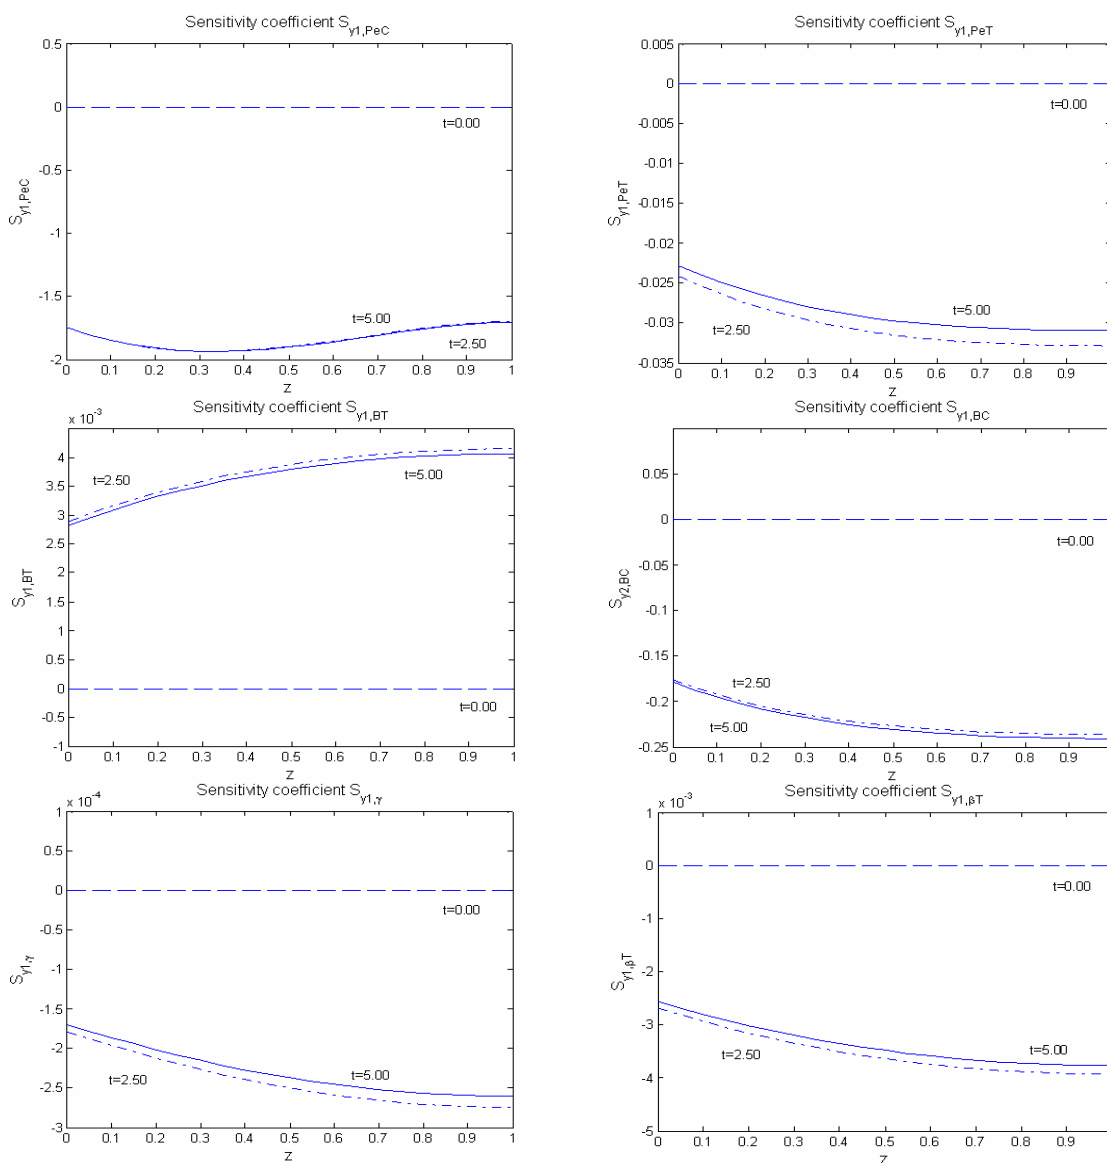 Sensitivity coefficient S y1,PeC
0.5
0
-0.5
-1
-1.5
-2
S y1,PeC
t=0.00
t=5.00
t=2.50
0 0.1 0.2 0.3 0.4 0.5 0.6 0.7 0.8 0.9 1
z
Sensitivity coefficient S y1,PeT
0.005
0
-0.005
-0.01
-0.015
-0.02
-0.025
-0.03
-0.035
S y1,PeT
t=0.00
t=5.00
t=2.50
0 0.1 0.2 0.3 0.4 0.5 0.6 0.7 0.8 0.9
z
Sensitivity coefficient S y1,BT
x 10-3
4
3.5
3
2.5
2
1.5
1
0.5
0
-0.5
-1
S y1,BT
t=2.50
t=5.00
t=0.00
0 0.1 0.2 0.3 0.4 0.5 0.6 0.7 0.8 0.9 1
z
Sensitivity coefficient S y1,BC
0.05
0
-0.05
-0.1
-0.15
-0.2
-0.25
S y2,BC
t=0.00
t=2.50
t=5.00
0 0.1 0.2 0.3 0.4 0.5 0.6 0.7 0.8 0.9
z
Sensitivity coefficient S y1,γ
x 10-4
1
0.5
0
-0.5
-1
-1.5
-2
-2.5
-3
S y1,γ
t=0.00
t=5.00
t=2.50
0 0.1 0.2 0.3 0.4 0.5 0.6 0.7 0.8 0.9 1
z
Sensitivity coefficient S y1,βT
x 10-3
1
0
-1
-2
-3
-4
-5
S y1,βT
t=0.00
t=5.00
t=2.50
0 0.1 0.2 0.3 0.4 0.5 0.6 0.7 0.8 0.9
z